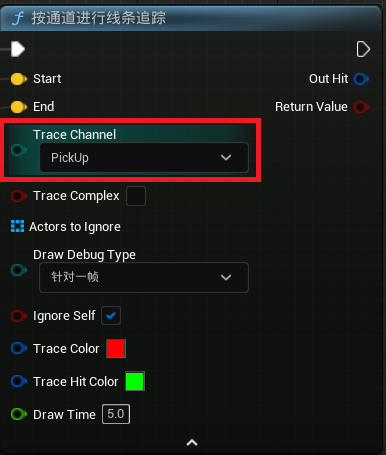 f 按通道进行线条追踪
Start
Out Hit
End
Return Value
Trace Channel
PickUp
Trace Complex
Actors to Ignore
Draw Debug Type
针对一帧
Ignore Self
Trace Color
Trace Hit Color
Draw Time 5.0